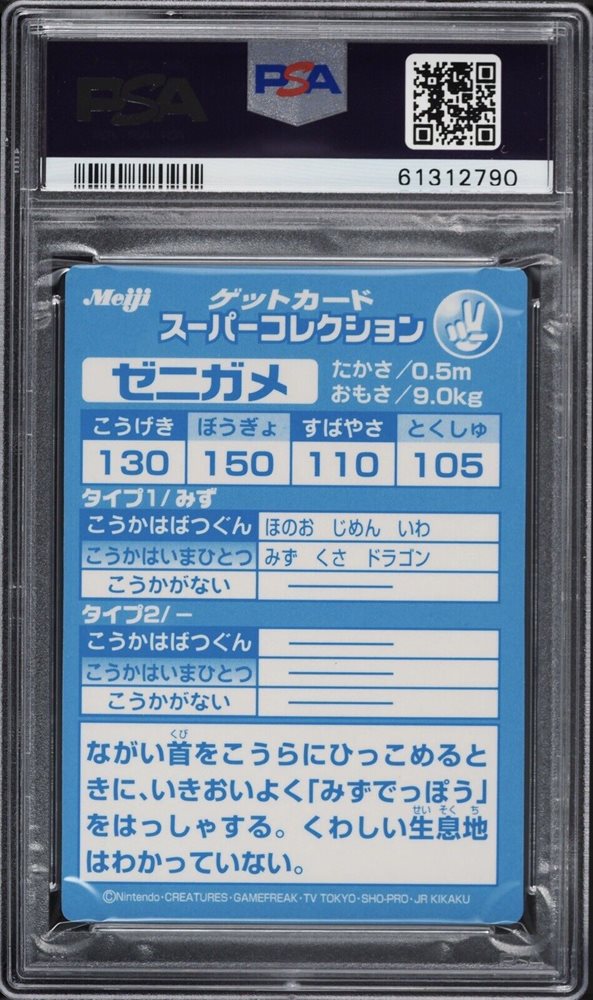 PSA
PSA
61312790
Meiji ゲットカード
スーパーコレクション
ゼニガメ
たかさ/0.5m
おもさ/9.0kg
こうげき ぼうぎょ すばやさ とくしゅ
130 150 110 105
タイプ1/みず
こうかはばつぐん ほのお じめん いわ
こうかはいまひとつ みず くさ ドラゴン
こうかがない ―
タイプ2/ー
こうかはばつぐん ―
こうかはいまひとつ ―
こうかがない ―
くび
ながい首をこうらにひっこめると
きに、いきおいよく「みずでっぽう」
せい そく ち
をはっしゃする。くわしい生息地
はわかっていない。
©Nintendo・CREATURES・GAMEFREAK・TV TOKYO・SHO-PRO・JR KIKAKU
PSA